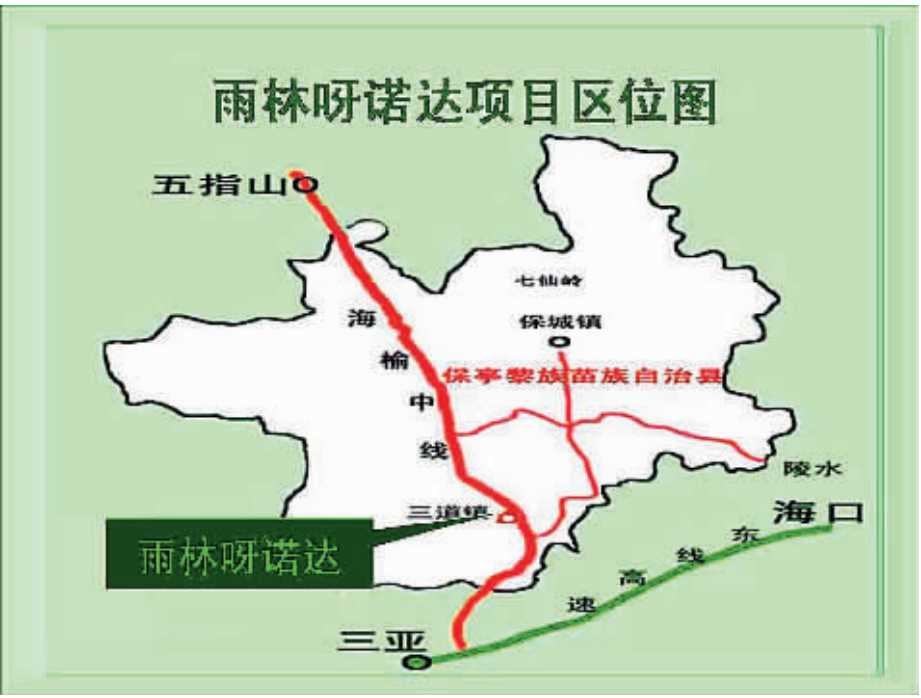 雨林呀诺达项目区位图
五指山
七仙岭
保城镇
海榆中线
保亭黎族苗族自治县
陵水
三道镇
海口
雨林呀诺达
东线高速
三亚